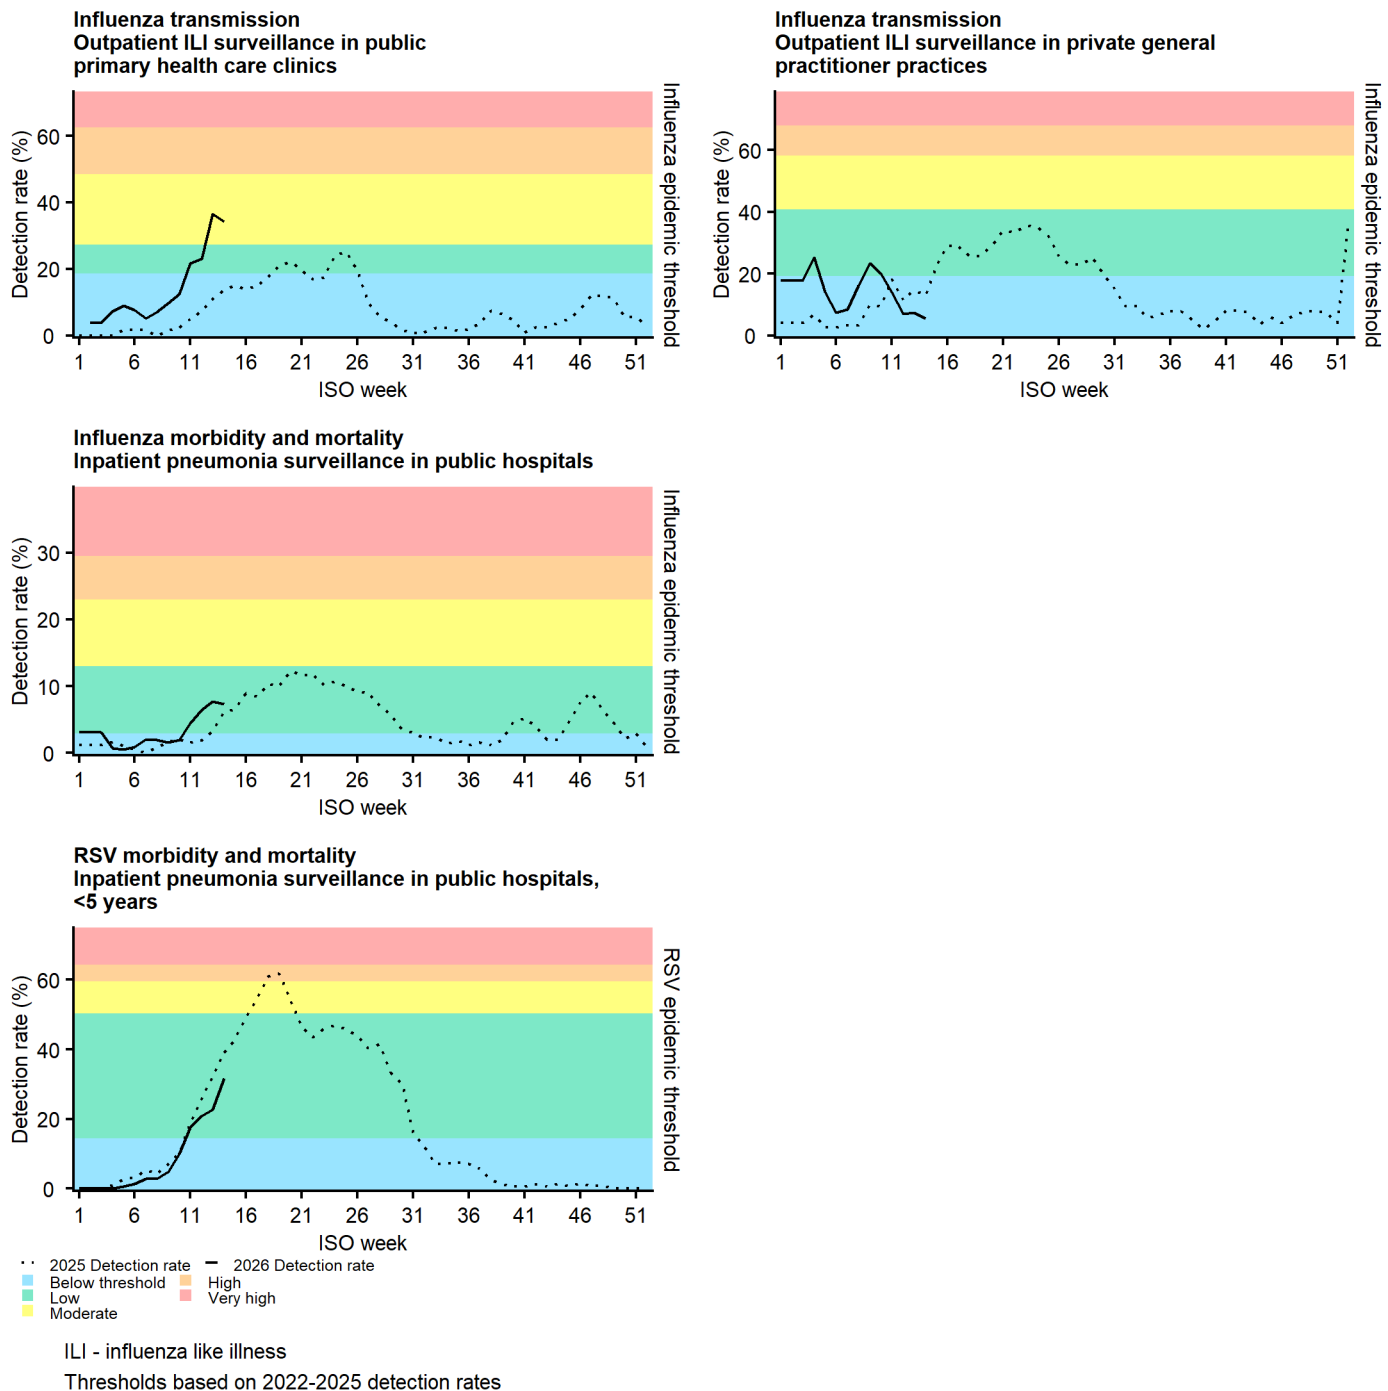 Influenza transmission
Outpatient ILI surveillance in public
primary health care clinics
Detection rate (%)
60
40
20
0
1 6 11 16 21 26 31 36 41 46 51
ISO week
Influenza epidemic threshold
Influenza transmission
Outpatient ILI surveillance in private general
practitioner practices
Detection rate (%)
60
40
20
0
1 6 11 16 21 26 31 36 41 46 51
ISO week
Influenza epidemic threshold
Influenza morbidity and mortality
Inpatient pneumonia surveillance in public hospitals
Detection rate (%)
30
20
10
0
1 6 11 16 21 26 31 36 41 46 51
ISO week
Influenza epidemic threshold
RSV morbidity and mortality
Inpatient pneumonia surveillance in public hospitals,
<5 years
Detection rate (%)
60
40
20
0
1 6 11 16 21 26 31 36 41 46 51
ISO week
RSV epidemic threshold
2025 Detection rate 2026 Detection rate
Below threshold High
Low Very high
Moderate
ILI - influenza like illness
Thresholds based on 2022-2025 detection rates